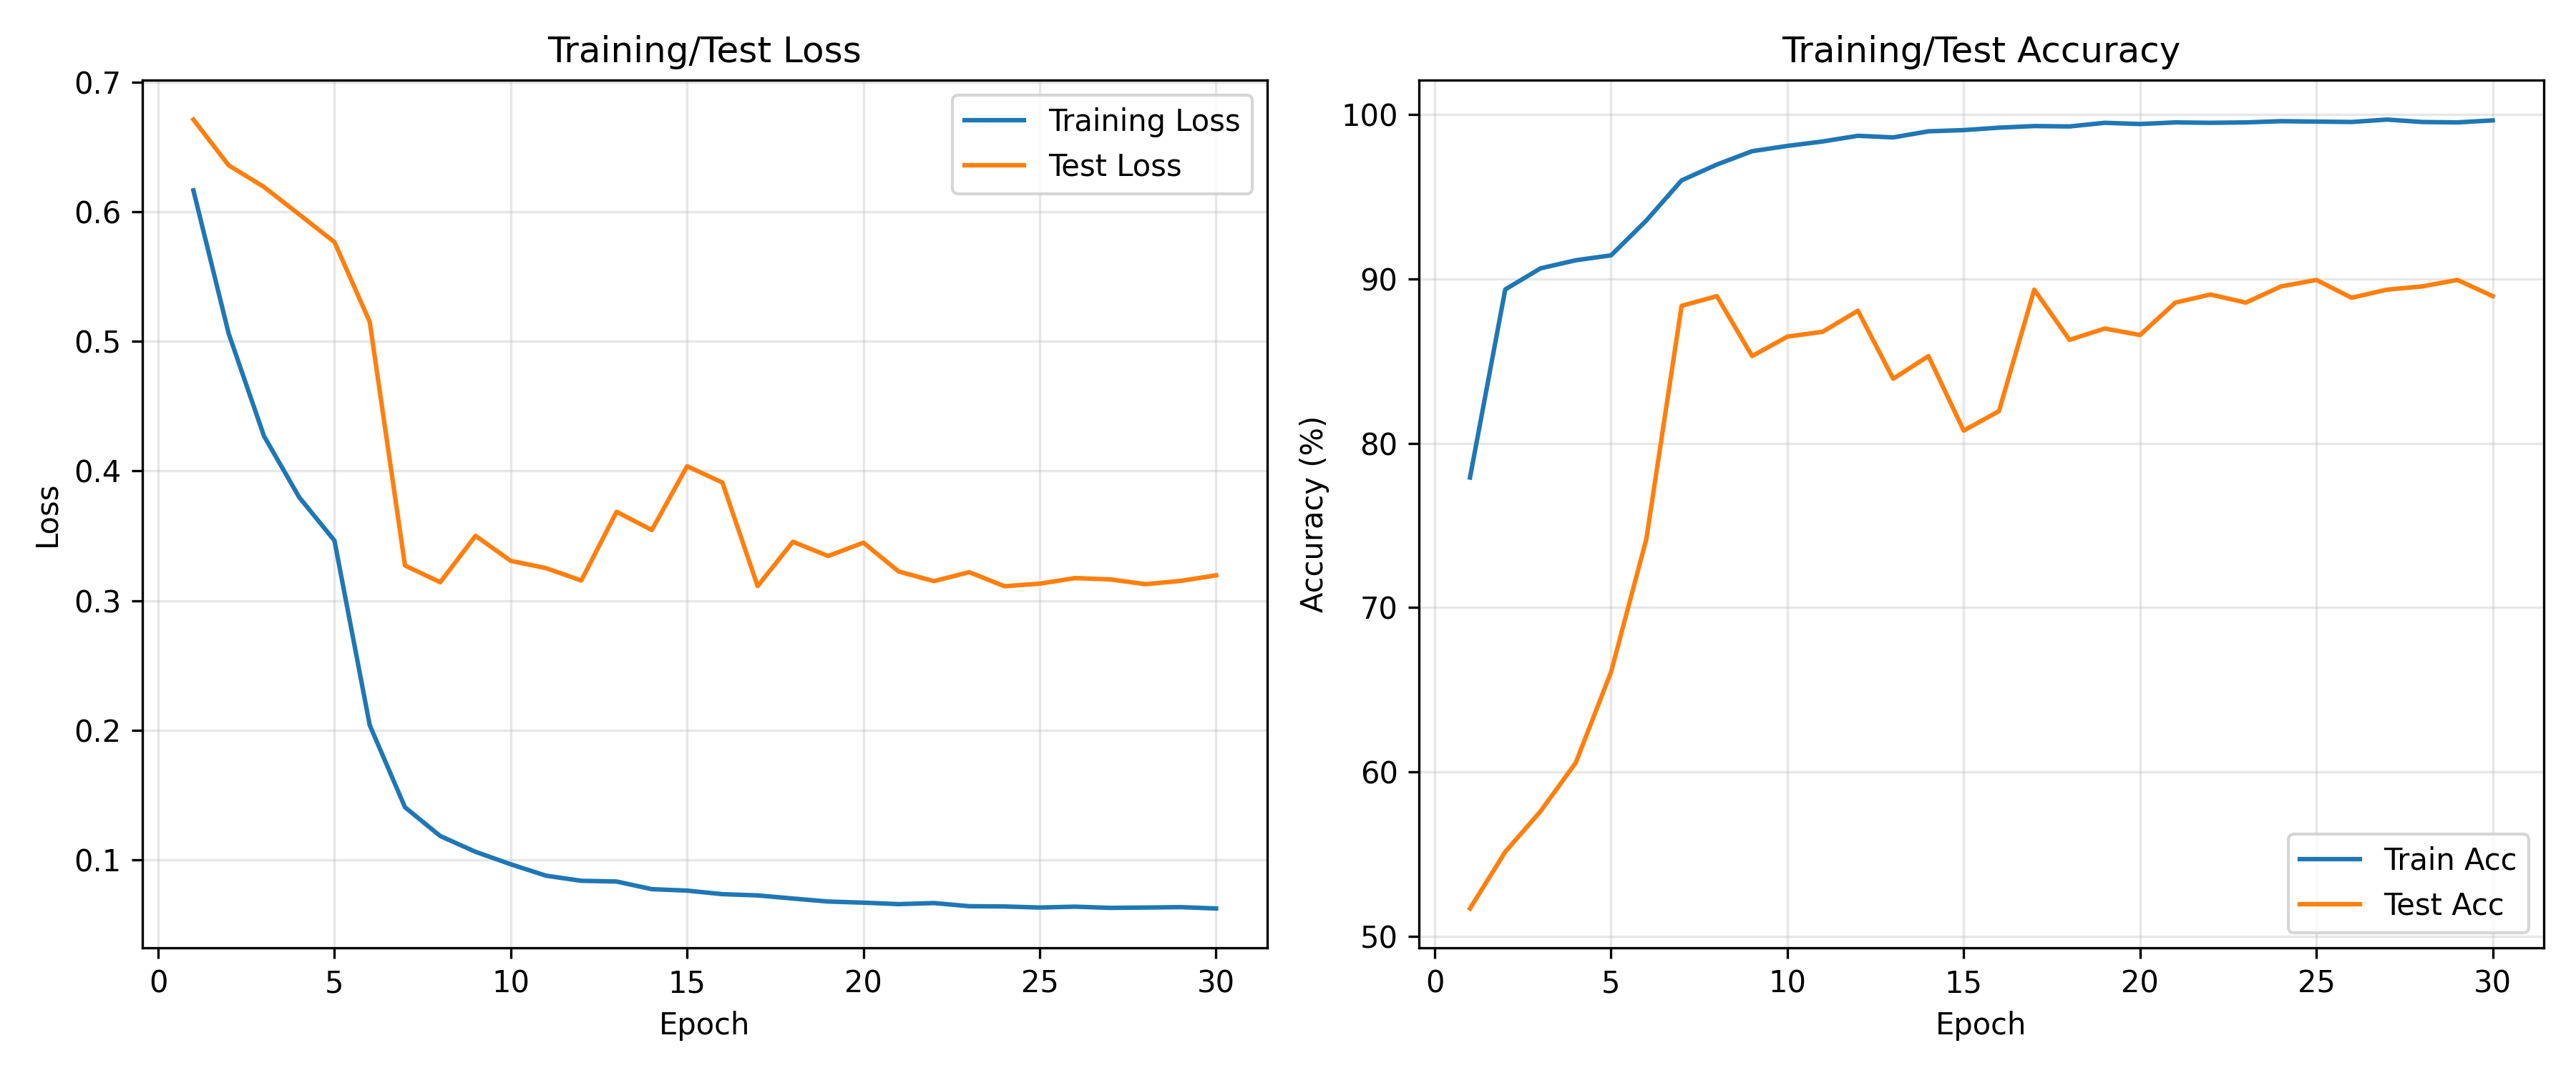 Training/Test Loss
0.7
0.6
0.5
0.4
0.3
0.2
0.1
Loss
Training Loss
Test Loss
0 5 10 15 20 25 30
Epoch
Training/Test Accuracy
100
90
80
70
60
50
Accuracy (%)
Train Acc
Test Acc
0 5 10 15 20 25 30
Epoch